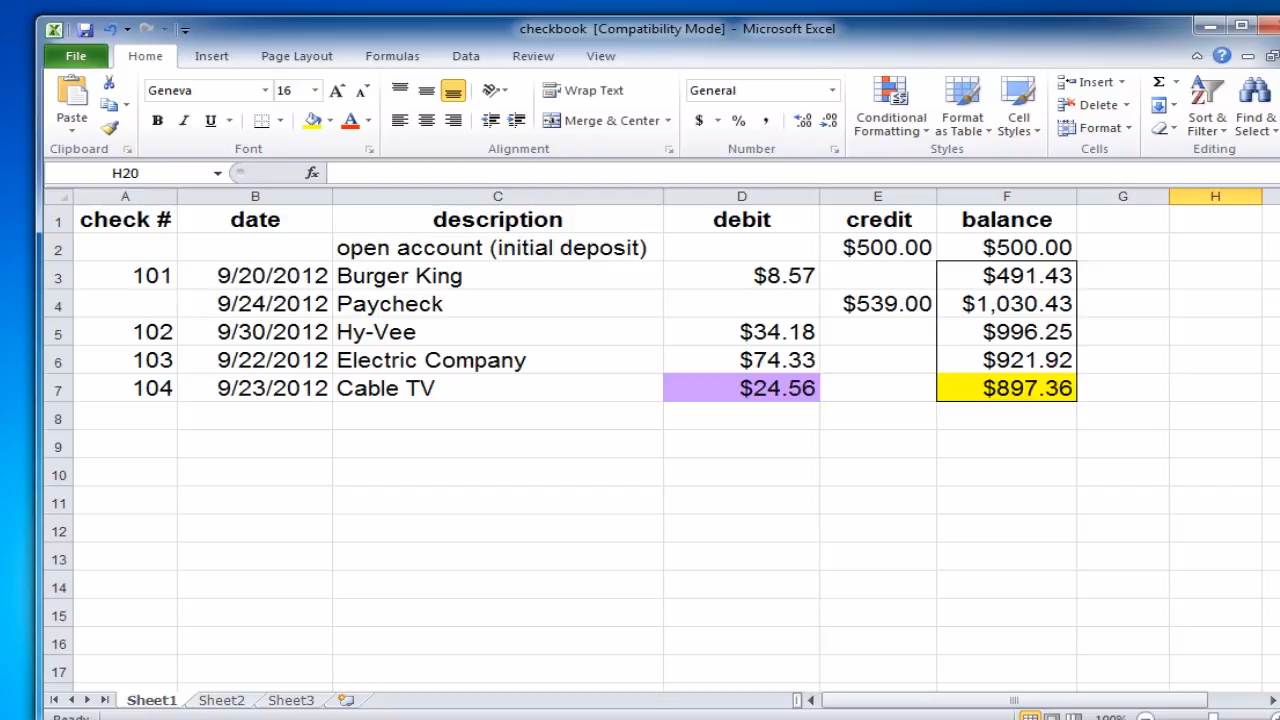 checkbook [Compatibility Mode] - Microsoft Excel
File Home Insert Page Layout Formulas Data Review View
Geneva 16 A A Wrap Text General Insert Σ
Paste B I U A Merge & Center $ % , Conditional Formatting Format as Table Cell Styles Delete Format Sort & Filter Find & Select
Clipboard Font Alignment Number Styles Cells Editing
H20 fx
A B C D E F G H
1 check # date description debit credit balance
2 open account (initial deposit) $500.00 $500.00
3 101 9/20/2012 Burger King $8.57 $491.43
4 9/24/2012 Paycheck $539.00 $1,030.43
5 102 9/30/2012 Hy-Vee $34.18 $996.25
6 103 9/22/2012 Electric Company $74.33 $921.92
7 104 9/23/2012 Cable TV $24.56 $897.36
8
9
10
11
12
13
14
15
16
17
Sheet1 Sheet2 Sheet3
Ready 100%